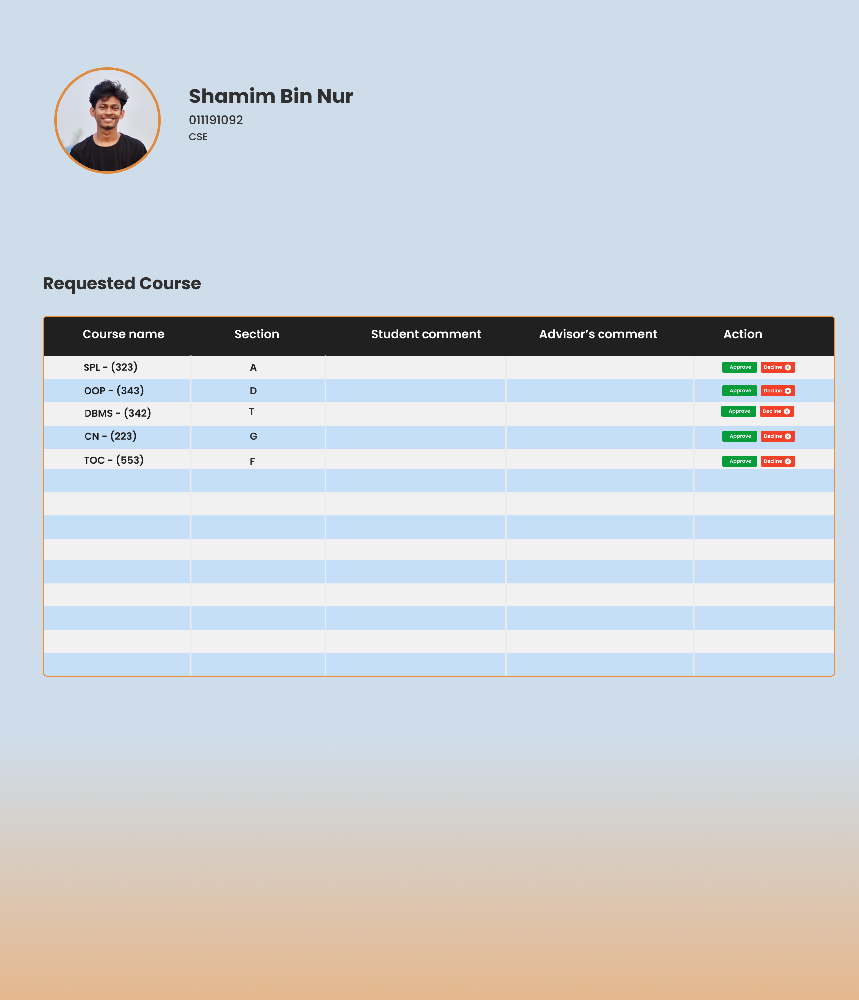 Shamim Bin Nur
011191092
CSE
Requested Course
Course name Section Student comment Advisor’s comment Action
SPL - (323) A Approve Decline
OOP - (343) D Approve Decline
DBMS - (342) T Approve Decline
CN - (223) G Approve Decline
TOC - (553) F Approve Decline